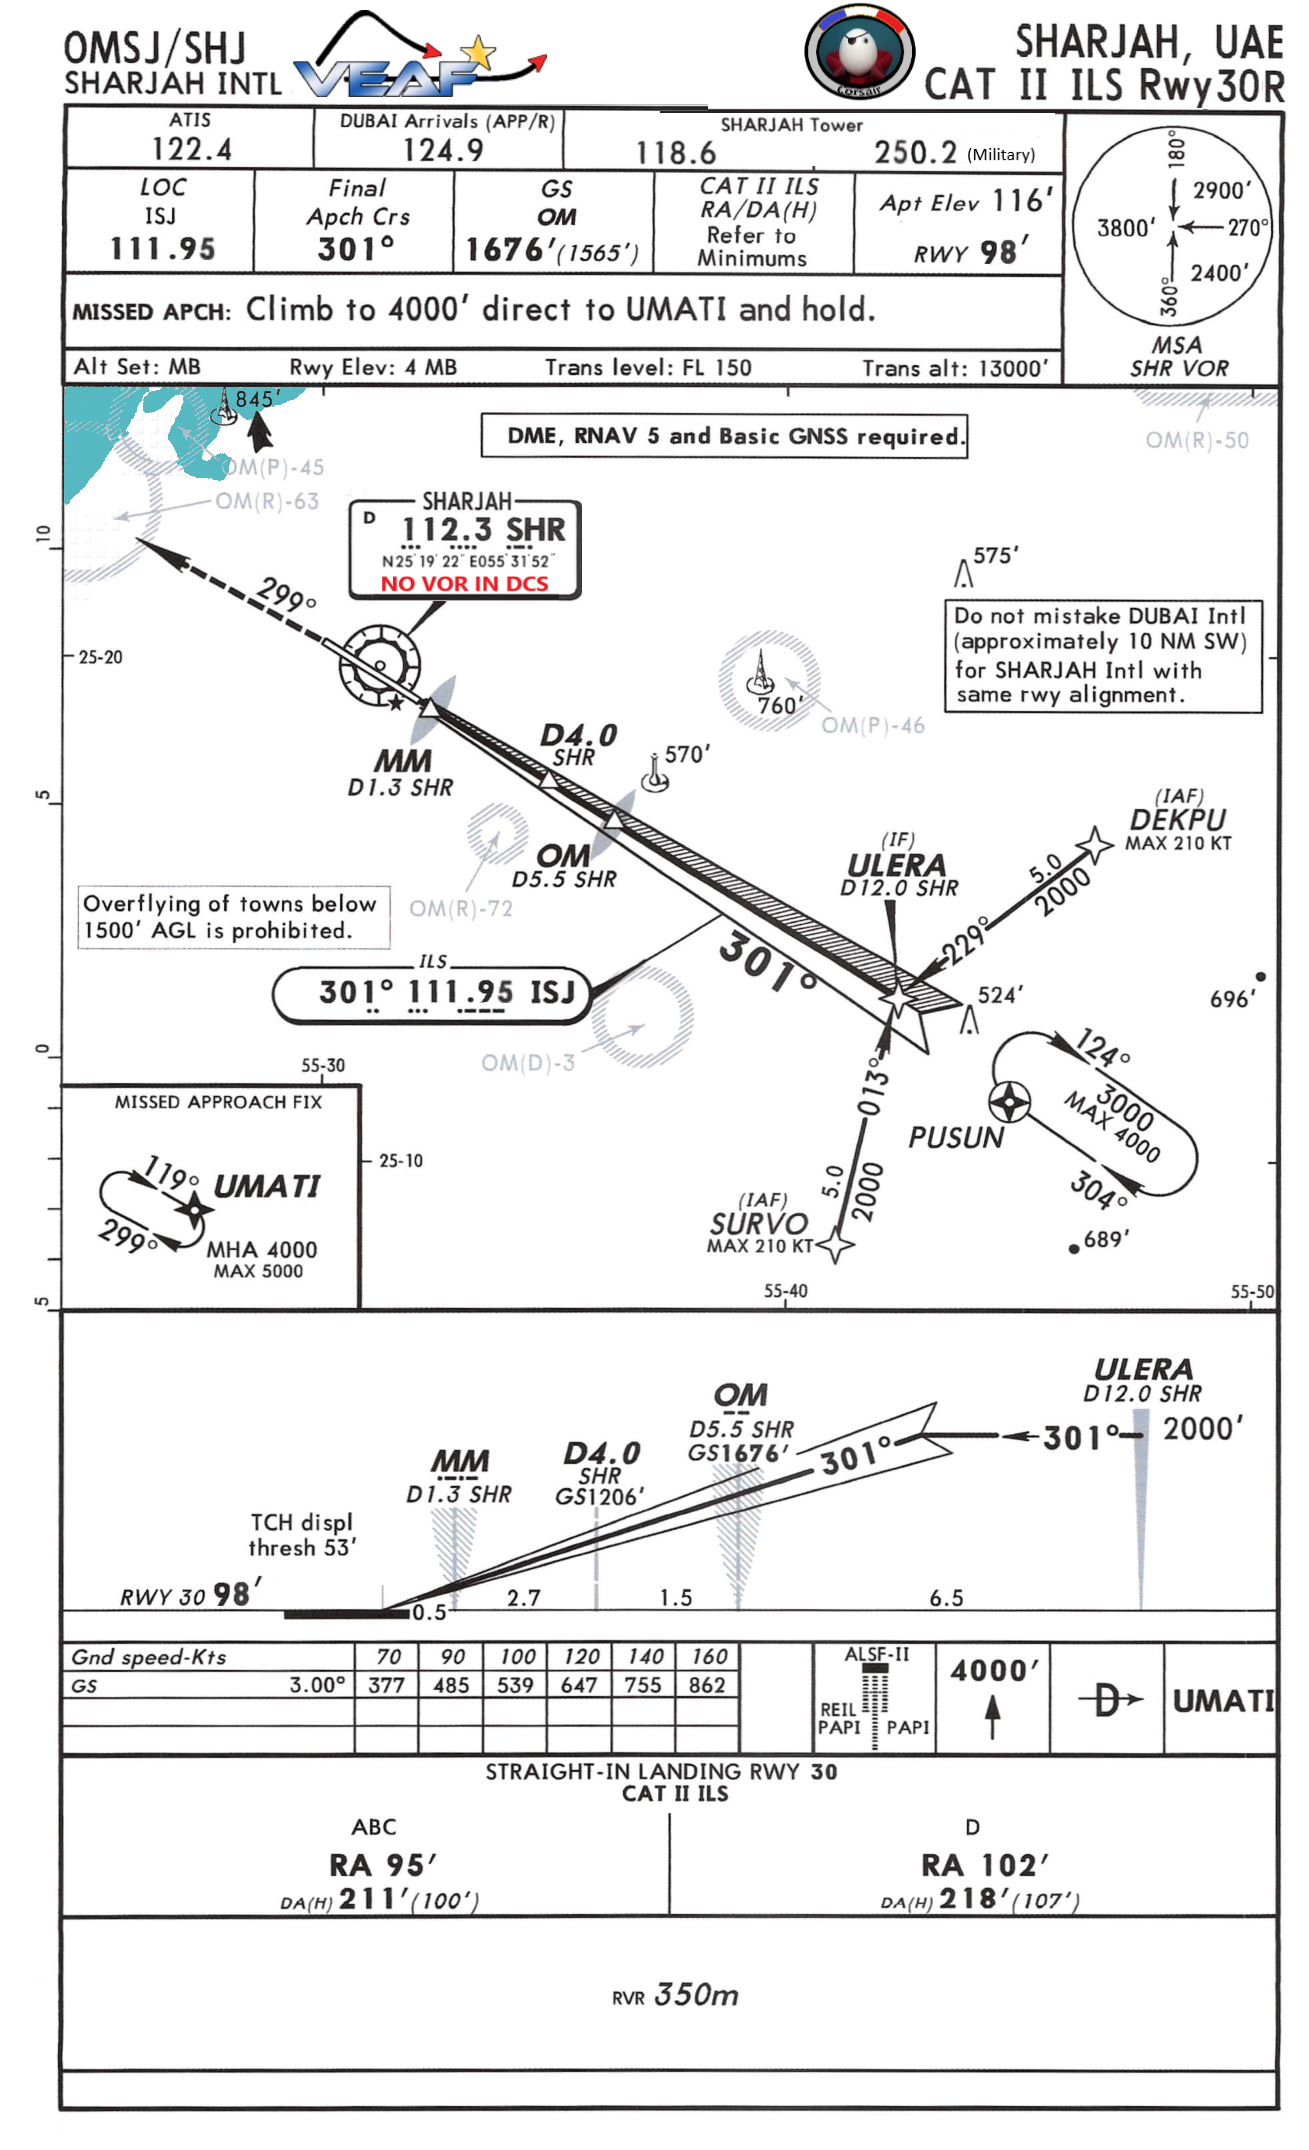 OMSJ/SHJ
SHARJAH INTL
VEAF
Corsair
SHARJAH, UAE
CAT II ILS Rwy30R
ATIS
122.4
DUBAI Arrivals (APP/R)
124.9
SHARJAH Tower
118.6 250.2 (Military)
LOC
ISJ
111.95
Final
Apch Crs
301°
GS
OM
1676'(1565')
CAT II ILS
RA/DA(H)
Refer to
Minimums
Apt Elev 116'
RWY 98'
MISSED APCH: Climb to 4000' direct to UMATI and hold.
Alt Set: MB Rwy Elev: 4 MB Trans level: FL 150 Trans alt: 13000'
180°
2900'
3800'
270°
2400'
360°
MSA
SHR VOR
845'
DME, RNAV 5 and Basic GNSS required.
OM(R)-50
OM(P)-45
OM(R)-63
SHARJAH
D 112.3 SHR
N25 19' 22" E055°31'52"
NO VOR IN DCS
10
299°
575'
Do not mistake DUBAI Intl
(approximately 10 NM SW)
for SHARJAH Intl with
same rwy alignment.
25-20
760'
OM(P)-46
D4.0
SHR
570'
MM
D1.3 SHR
5
(IAF)
DEKPU
MAX 210 KT
(IF)
ULERA
D12.0 SHR
5.0
2000
OM
D5.5 SHR
Overflying of towns below
1500' AGL is prohibited.
OM(R)-72
229°
301°
ILS
301° 111.95 ISJ
524'
696'
OM(D)-3
0
55-30
013°
124°
3000
MAX 4000
304°
PUSUN
MISSED APPROACH FIX
119°
UMATI
299°
MHA 4000
MAX 5000
25-10
5.0
2000
(IAF)
SURVO
MAX 210 KT
689'
5
55-40
55-50
ULERA
D12.0 SHR
OM
D5.5 SHR
GS1676'
301°
301°
2000'
MM
D1.3 SHR
D4.0
SHR
GS1206'
TCH displ
thresh 53'
RWY 30 98'
0.5 2.7 1.5 6.5
Gnd speed-Kts 70 90 100 120 140 160
GS 3.00° 377 485 539 647 755 862
ALSF-II
REIL
PAPI PAPI
4000'
D
UMATI
STRAIGHT-IN LANDING RWY 30
CAT II ILS
ABC
RA 95'
DA(H) 211'(100')
D
RA 102'
DA(H) 218'(107')
RVR 350m